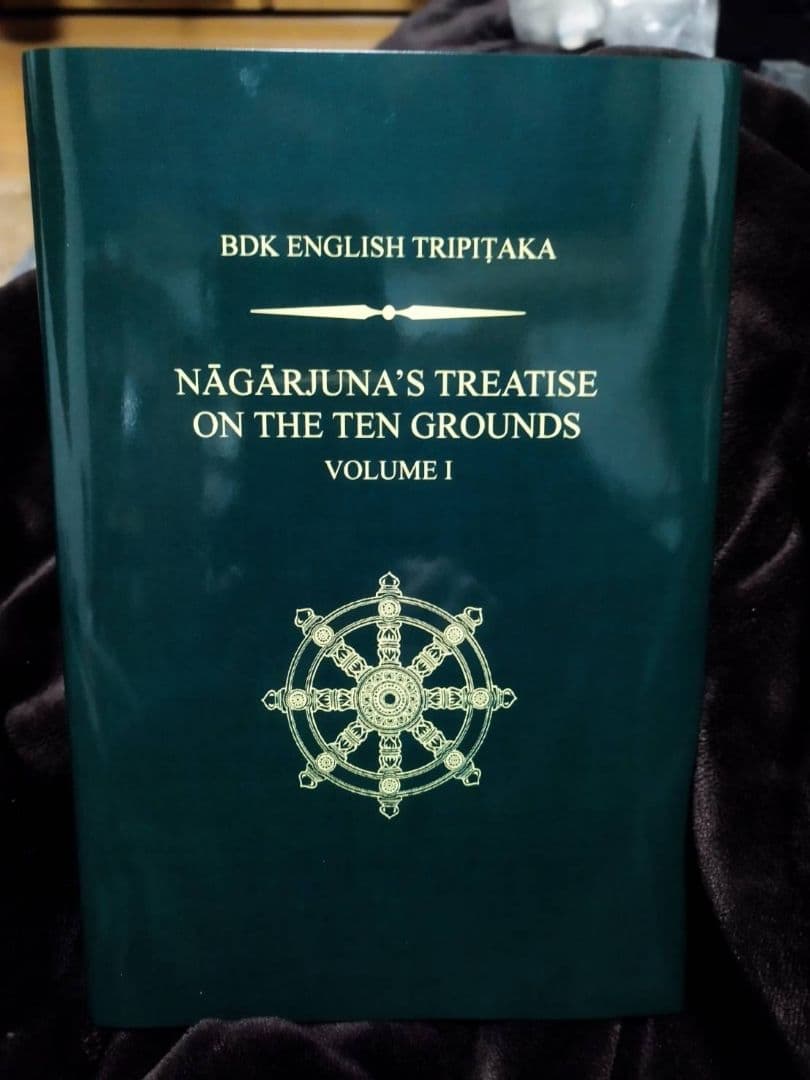 BDK ENGLISH TRIPIṬAKA
NĀGĀRJUNA’S TREATISE
ON THE TEN GROUNDS
VOLUME I